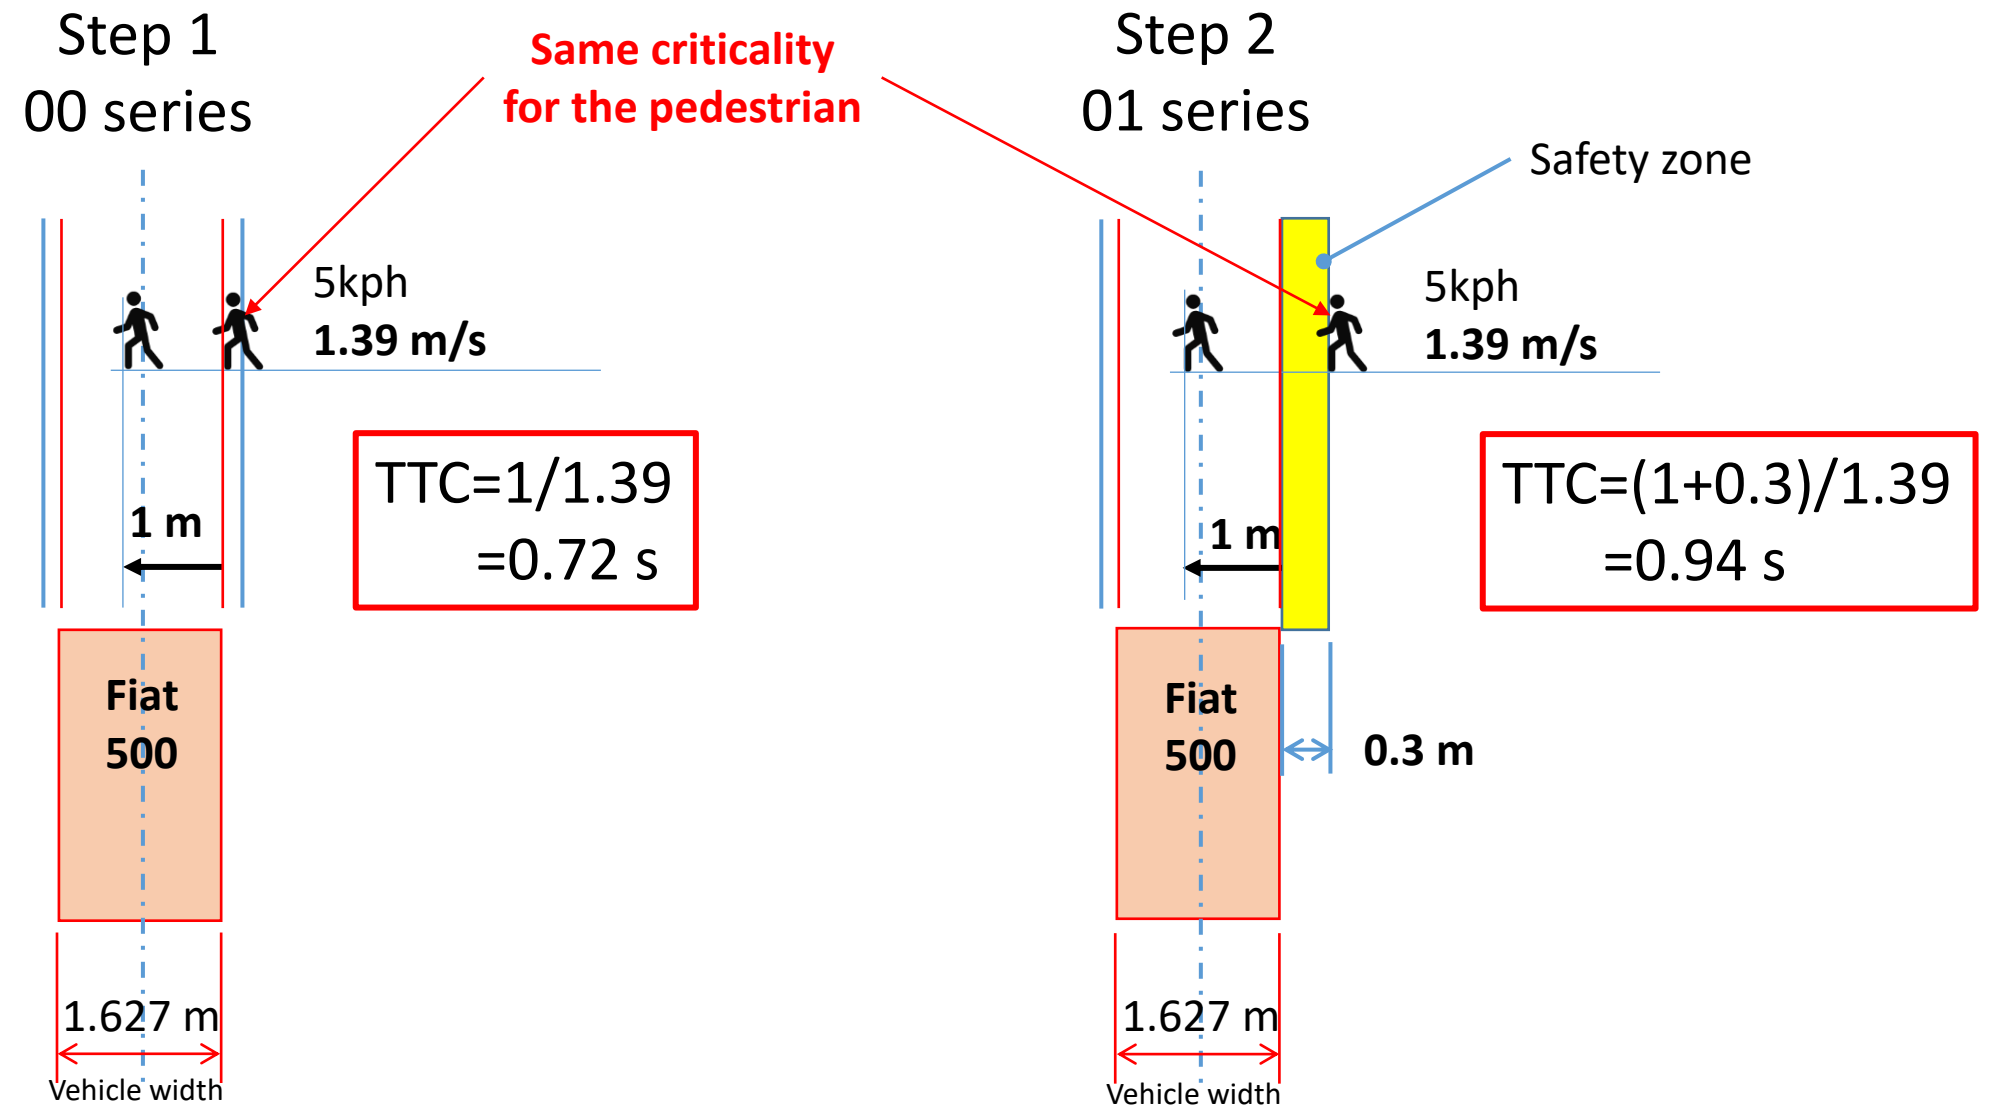 Step 1
00 series
Same criticality
for the pedestrian
Step 2
01 series
Safety zone
5kph
1.39 m/s
5kph
1.39 m/s
TTC=1/1.39
=0.72 s
1 m
TTC=(1+0.3)/1.39
=0.94 s
1 m
Fiat
500
Fiat
500
0.3 m
1.627 m
Vehicle width
1.627 m
Vehicle width